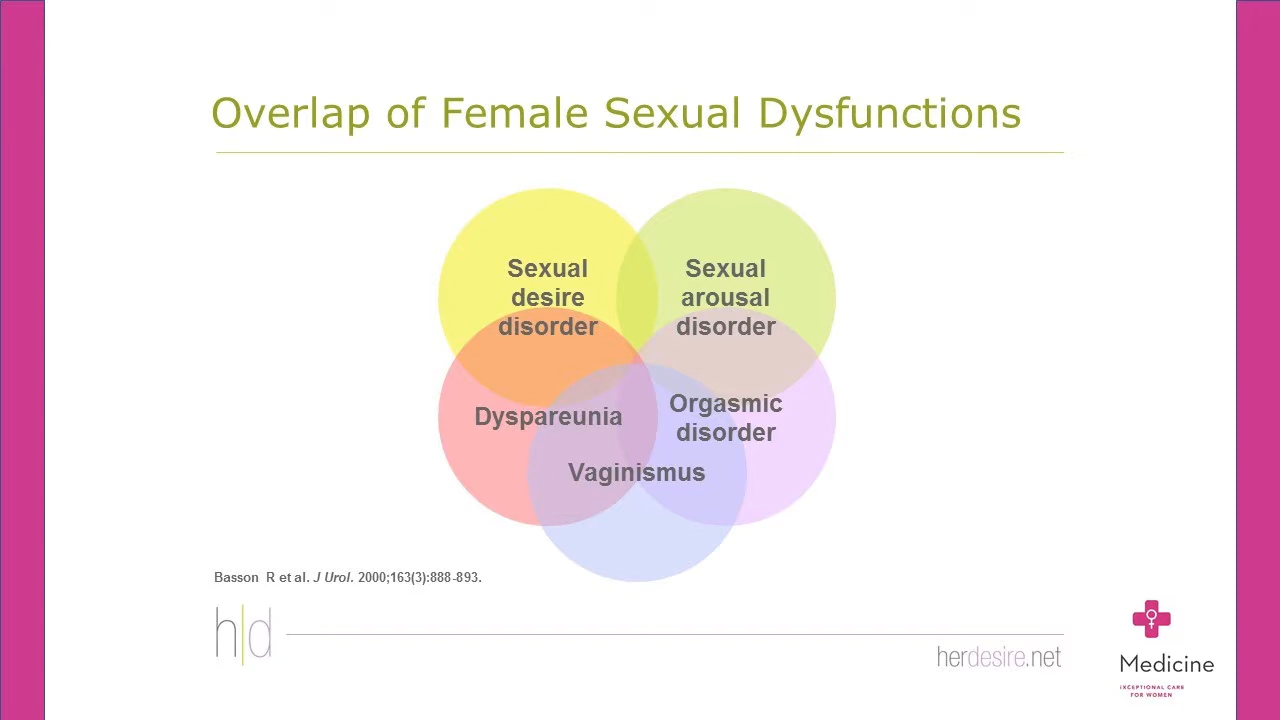 Overlap of Female Sexual Dysfunctions
Sexual
desire
disorder
Sexual
arousal
disorder
Dyspareunia
Orgasmic
disorder
Vaginismus
Basson R et al. J Urol. 2000;163(3):888-893.
h|d
herdesire.net
Medicine
EXCEPTIONAL CARE
FOR WOMEN